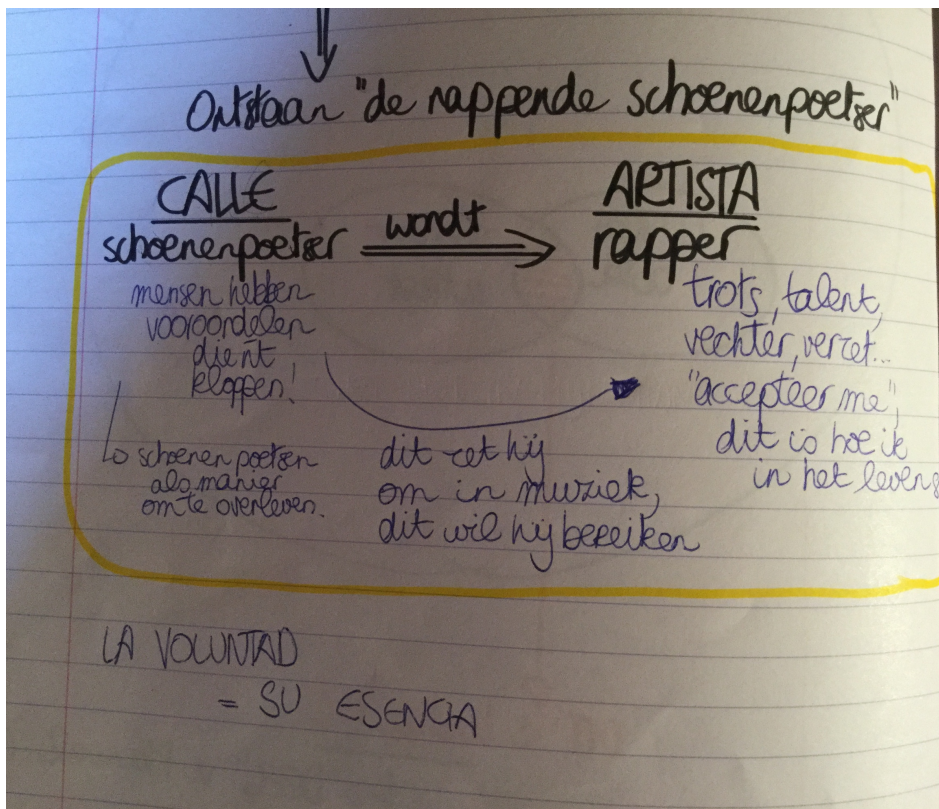 Ontstaan "de rappende schoenenpoetser"
CALLE
schoenenpoetser
wordt
ARTISTA
rapper
mensen hebben
vooroordelen
die niet
kloppen!
trots, talent,
vechter, verzet...
"accepteer me",
dit is hoe ik
in het leven
schoenen poetsen
als manier
om te overleven.
dit zet hij
om in muziek,
dit wil hij bereiken
LA VOLUNTAD
= SU ESENCIA